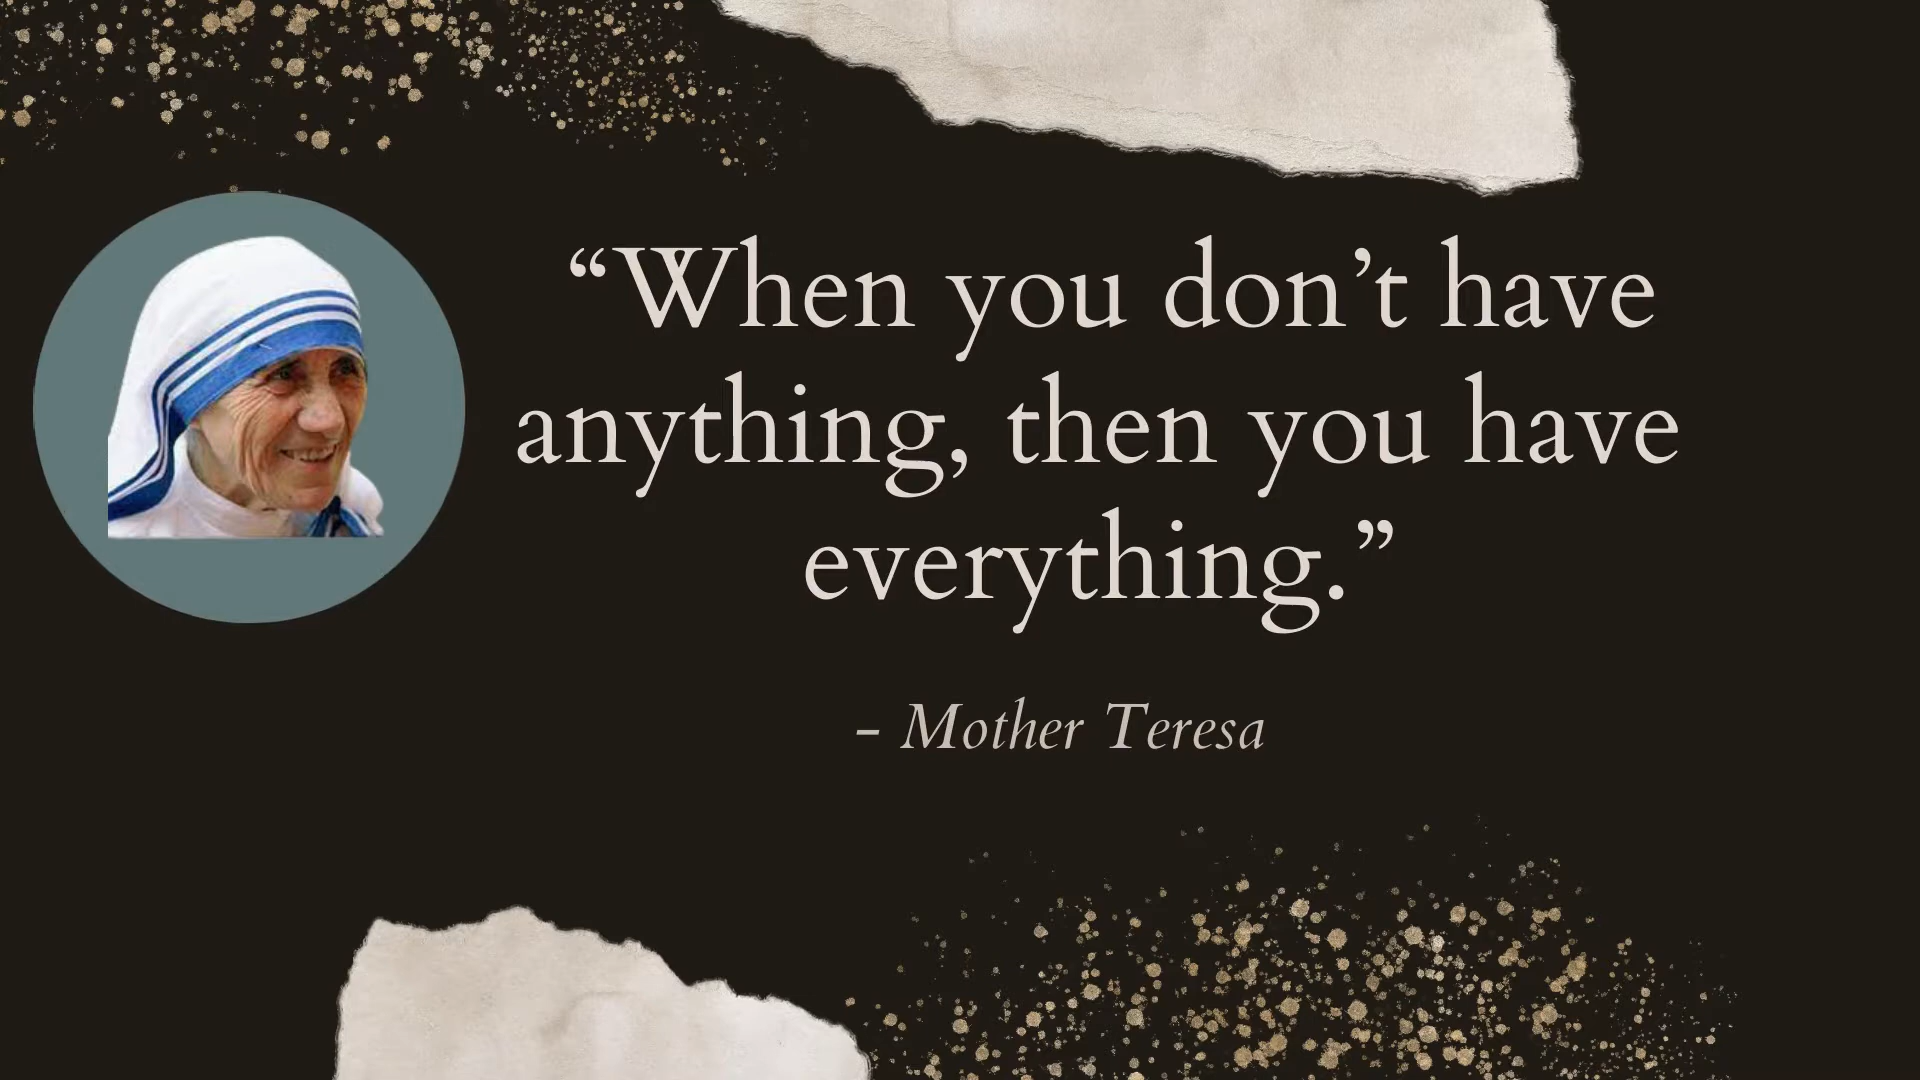 “When you don’t have
anything, then you have
everything.”
– Mother Teresa